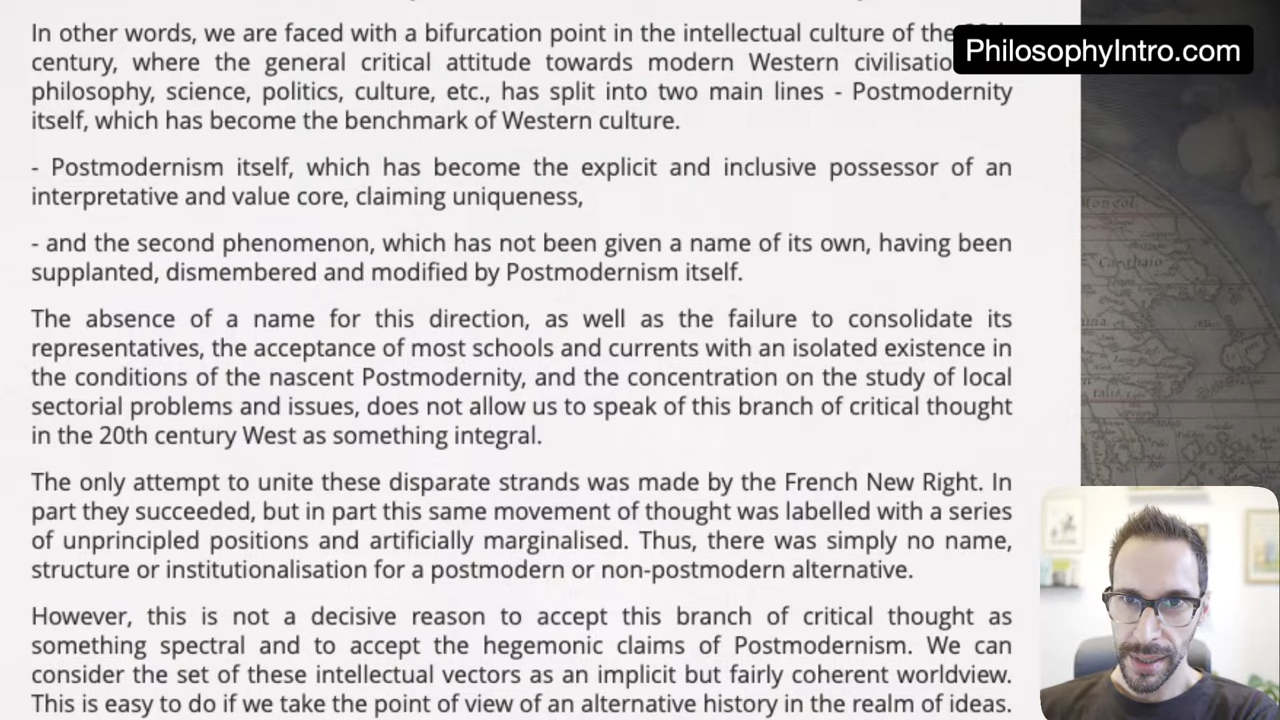 In other words, we are faced with a bifurcation point in the intellectual culture of the
PhilosophyIntro.com
century, where the general critical attitude towards modern Western civilisatio
philosophy, science, politics, culture, etc., has split into two main lines - Postmodernity
itself, which has become the benchmark of Western culture.
- Postmodernism itself, which has become the explicit and inclusive possessor of an
interpretative and value core, claiming uniqueness,
- and the second phenomenon, which has not been given a name of its own, having been
supplanted, dismembered and modified by Postmodernism itself.
The absence of a name for this direction, as well as the failure to consolidate its
representatives, the acceptance of most schools and currents with an isolated existence in
the conditions of the nascent Postmodernity, and the concentration on the study of local
sectorial problems and issues, does not allow us to speak of this branch of critical thought
in the 20th century West as something integral.
The only attempt to unite these disparate strands was made by the French New Right. In
part they succeeded, but in part this same movement of thought was labelled with a series
of unprincipled positions and artificially marginalised. Thus, there was simply no name,
structure or institutionalisation for a postmodern or non-postmodern alternative.
However, this is not a decisive reason to accept this branch of critical thought as
something spectral and to accept the hegemonic claims of Postmodernism. We can
consider the set of these intellectual vectors as an implicit but fairly coherent worldview.
This is easy to do if we take the point of view of an alternative history in the realm of ideas.